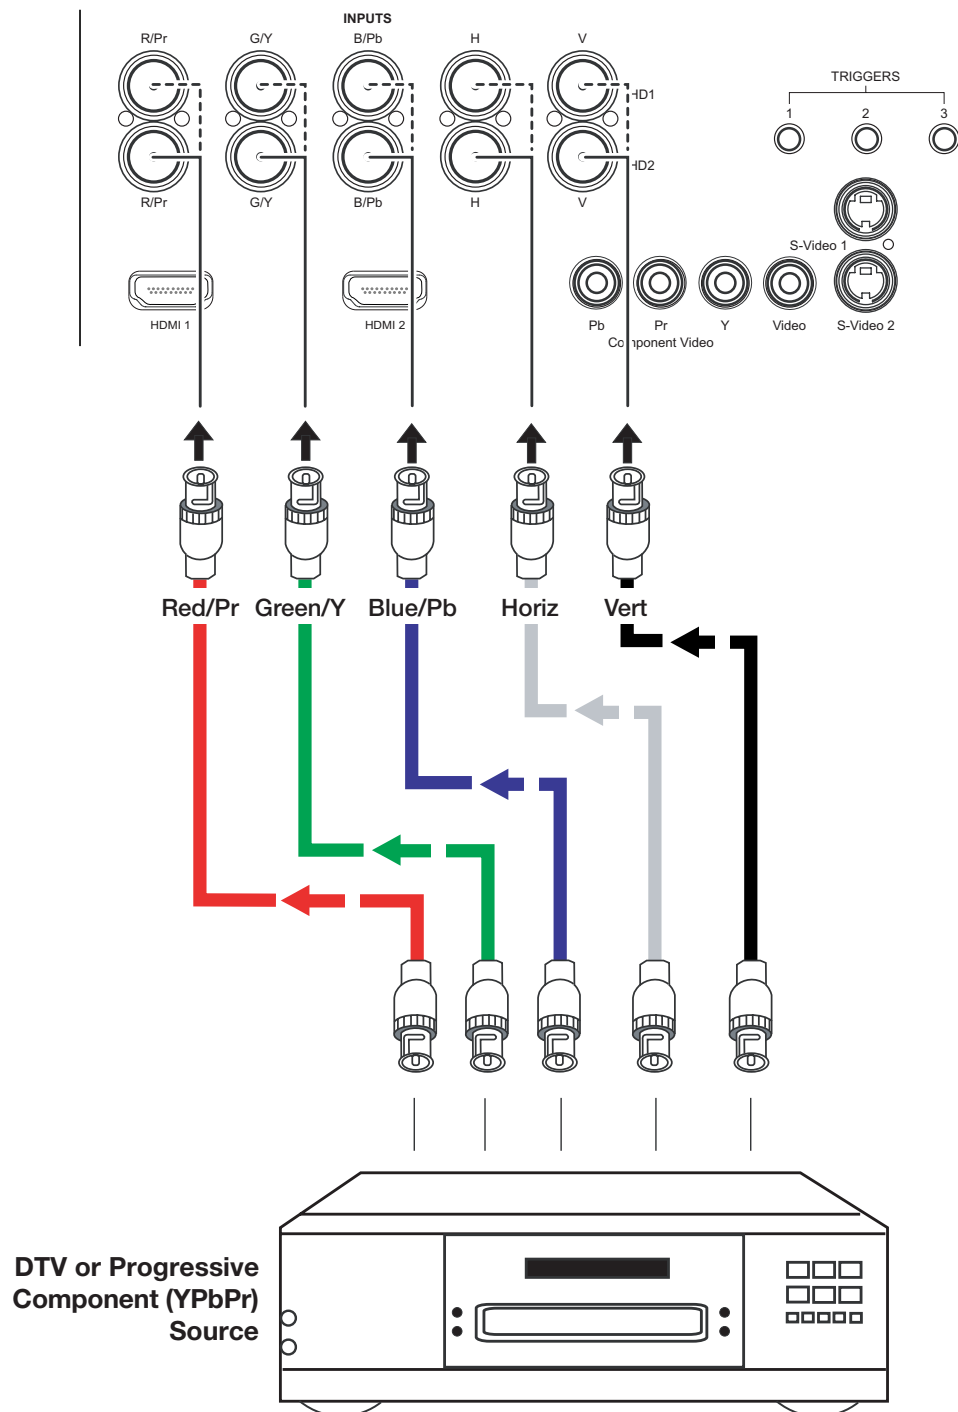 INPUTS
R/Pr G/Y B/Pb H V
HD1
HD2
R/Pr G/Y B/Pb H V
TRIGGERS
1 2 3
S-Video 1
HDMI 1 HDMI 2
Pb Pr Y Video S-Video 2
Component Video
Red/Pr Green/Y Blue/Pb Horiz Vert
DTV or Progressive
Component (YPbPr)
Source